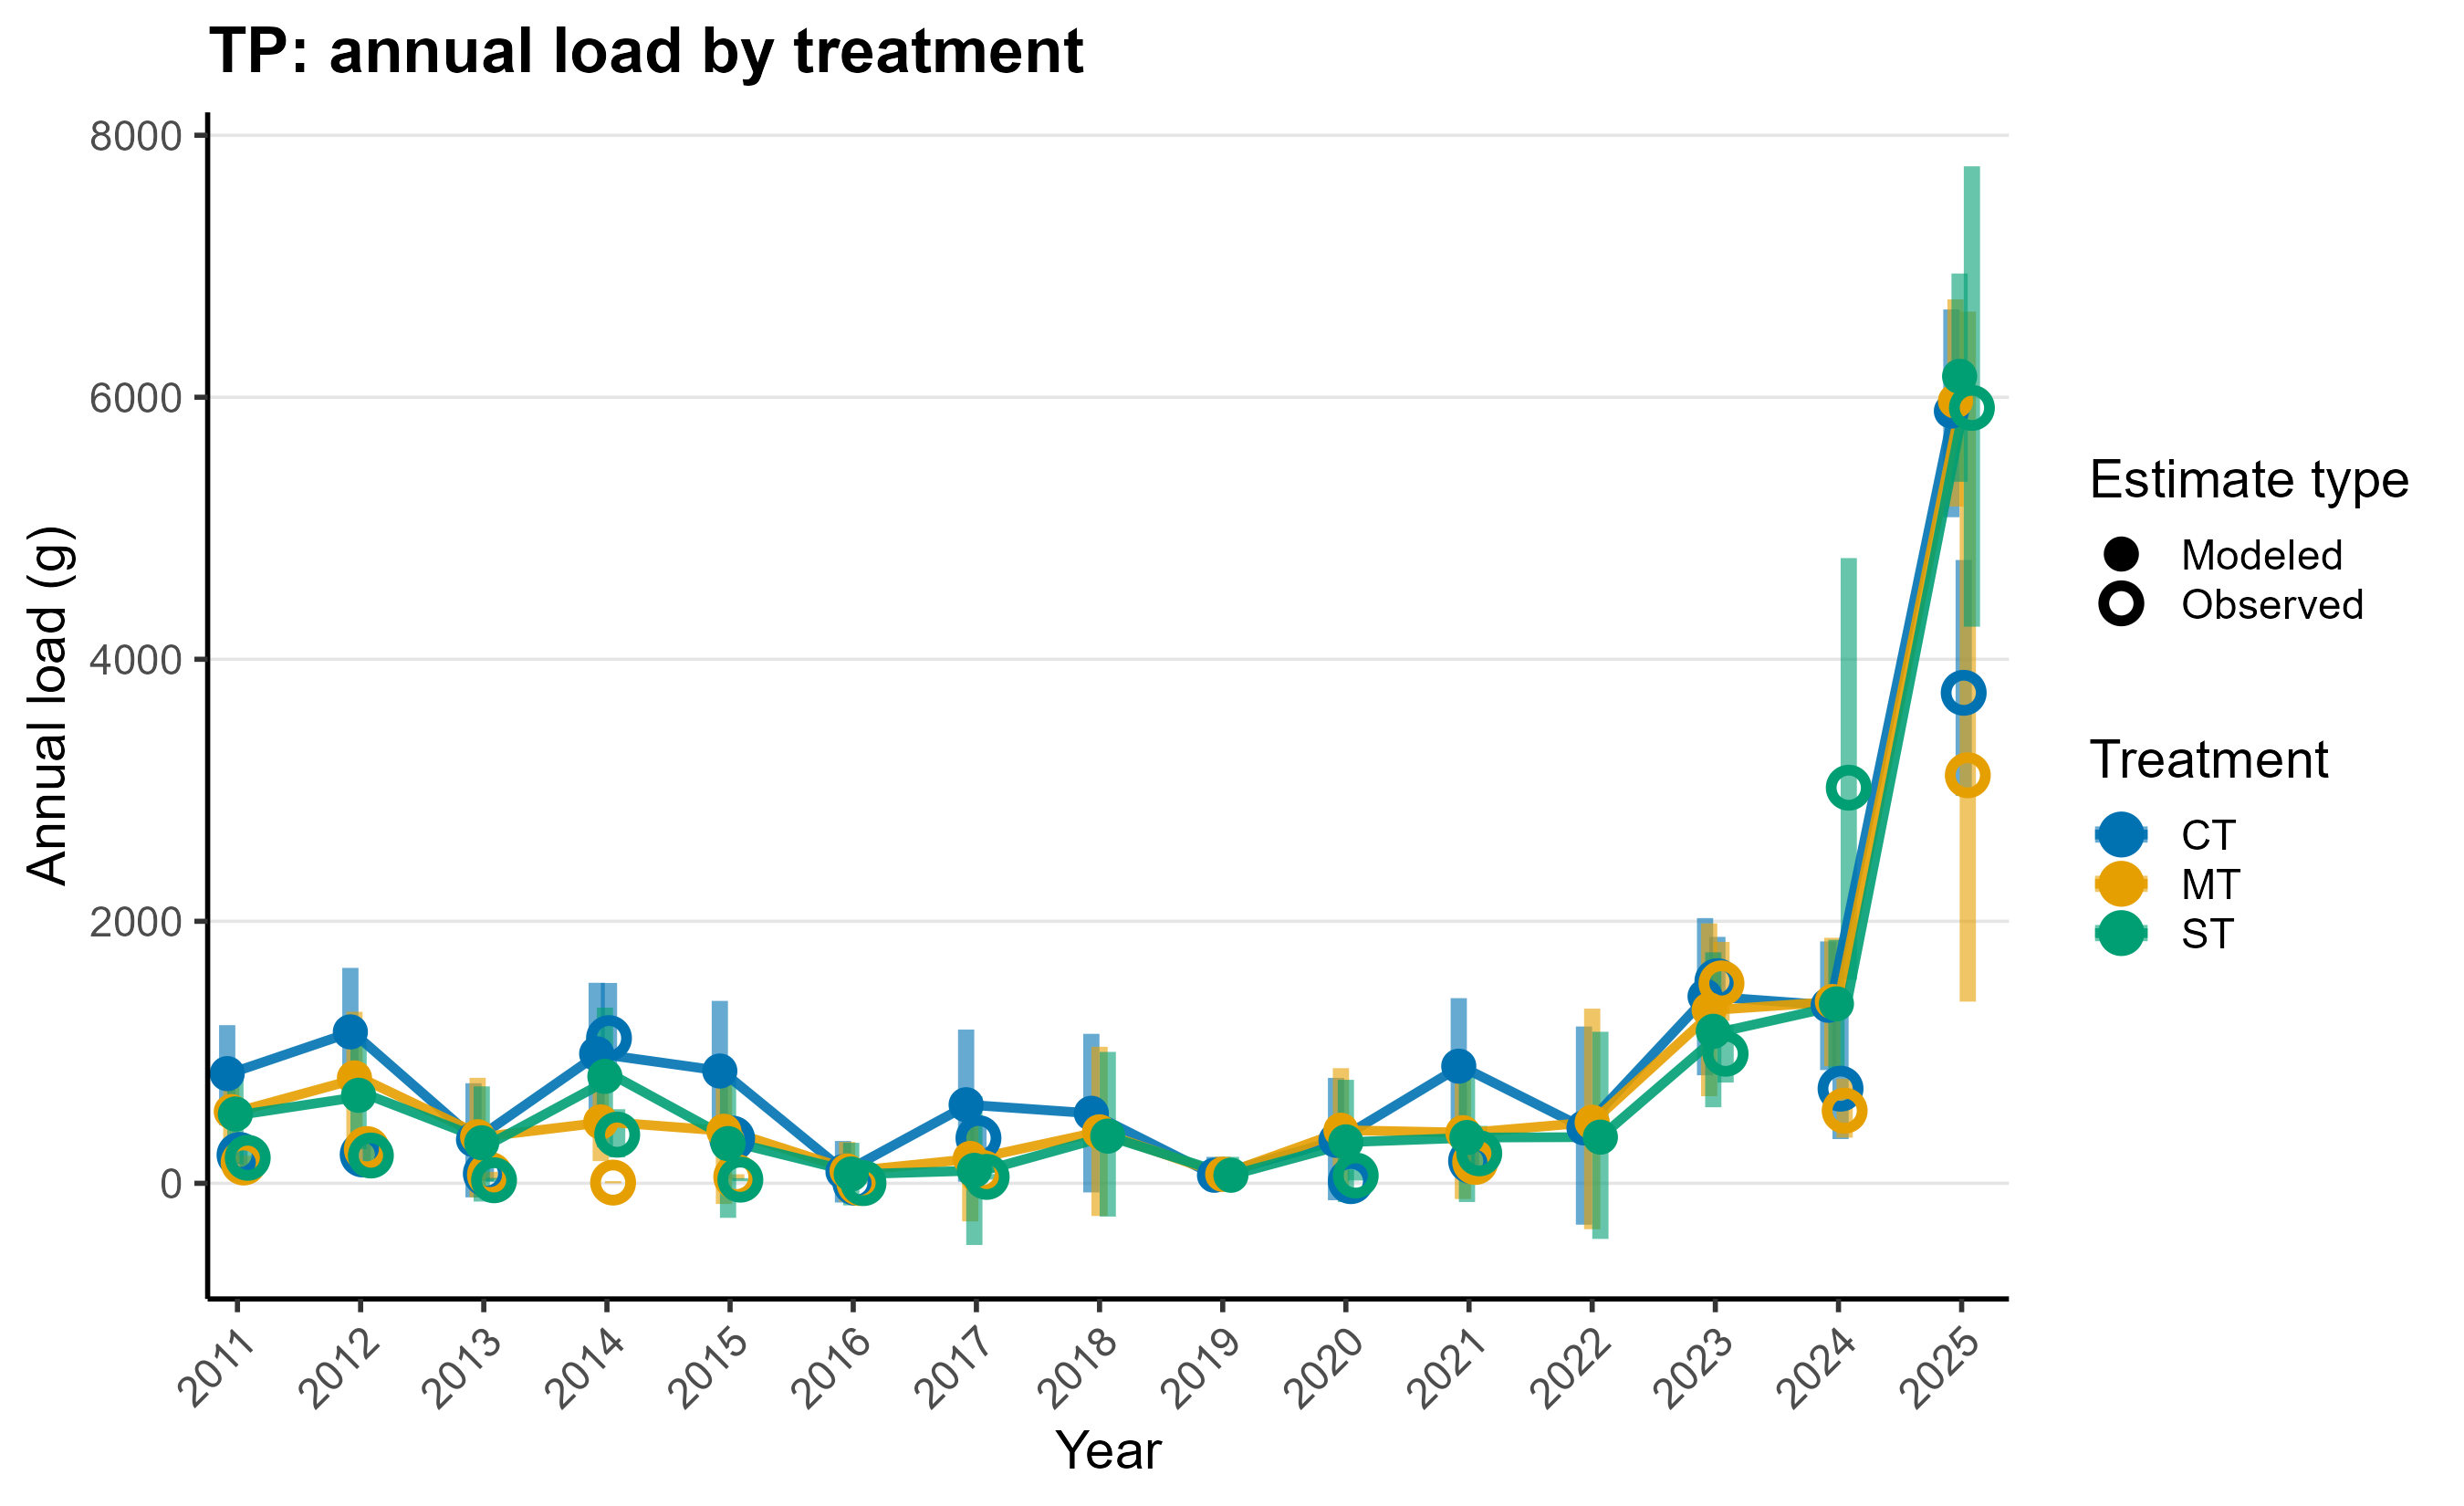 TP: annual load by treatment
8000
6000
4000
2000
0
Annual load (g)
2011
2012
2013
2014
2015
2016
2017
2018
2019
2020
2021
2022
2023
2024
2025
Year
Estimate type
Modeled
Observed
Treatment
CT
MT
ST